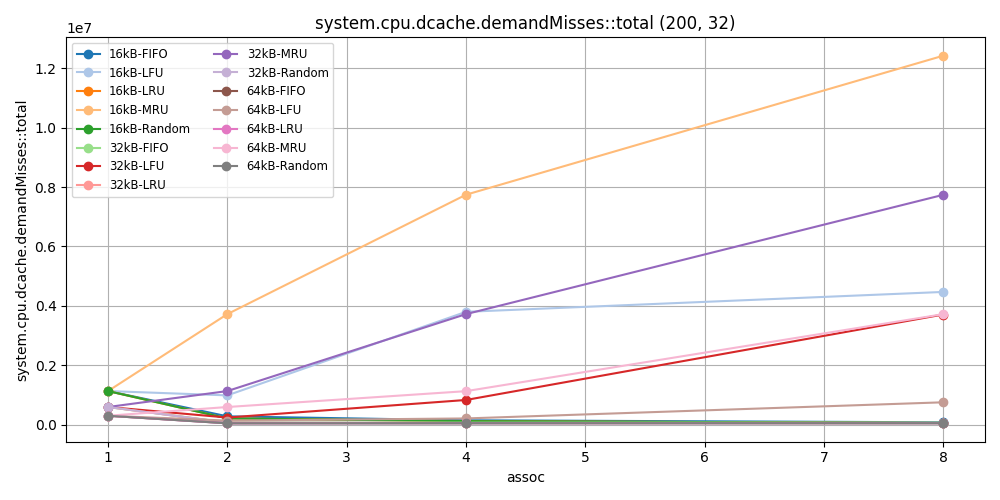 system.cpu.dcache.demandMisses::total (200, 32)
1e7
system.cpu.dcache.demandMisses::total
1.2
1.0
0.8
0.6
0.4
0.2
0.0
16kB-FIFO
16kB-LFU
16kB-LRU
16kB-MRU
16kB-Random
32kB-FIFO
32kB-LFU
32kB-LRU
32kB-MRU
32kB-Random
64kB-FIFO
64kB-LFU
64kB-LRU
64kB-MRU
64kB-Random
1 2 3 4 5 6 7 8
assoc